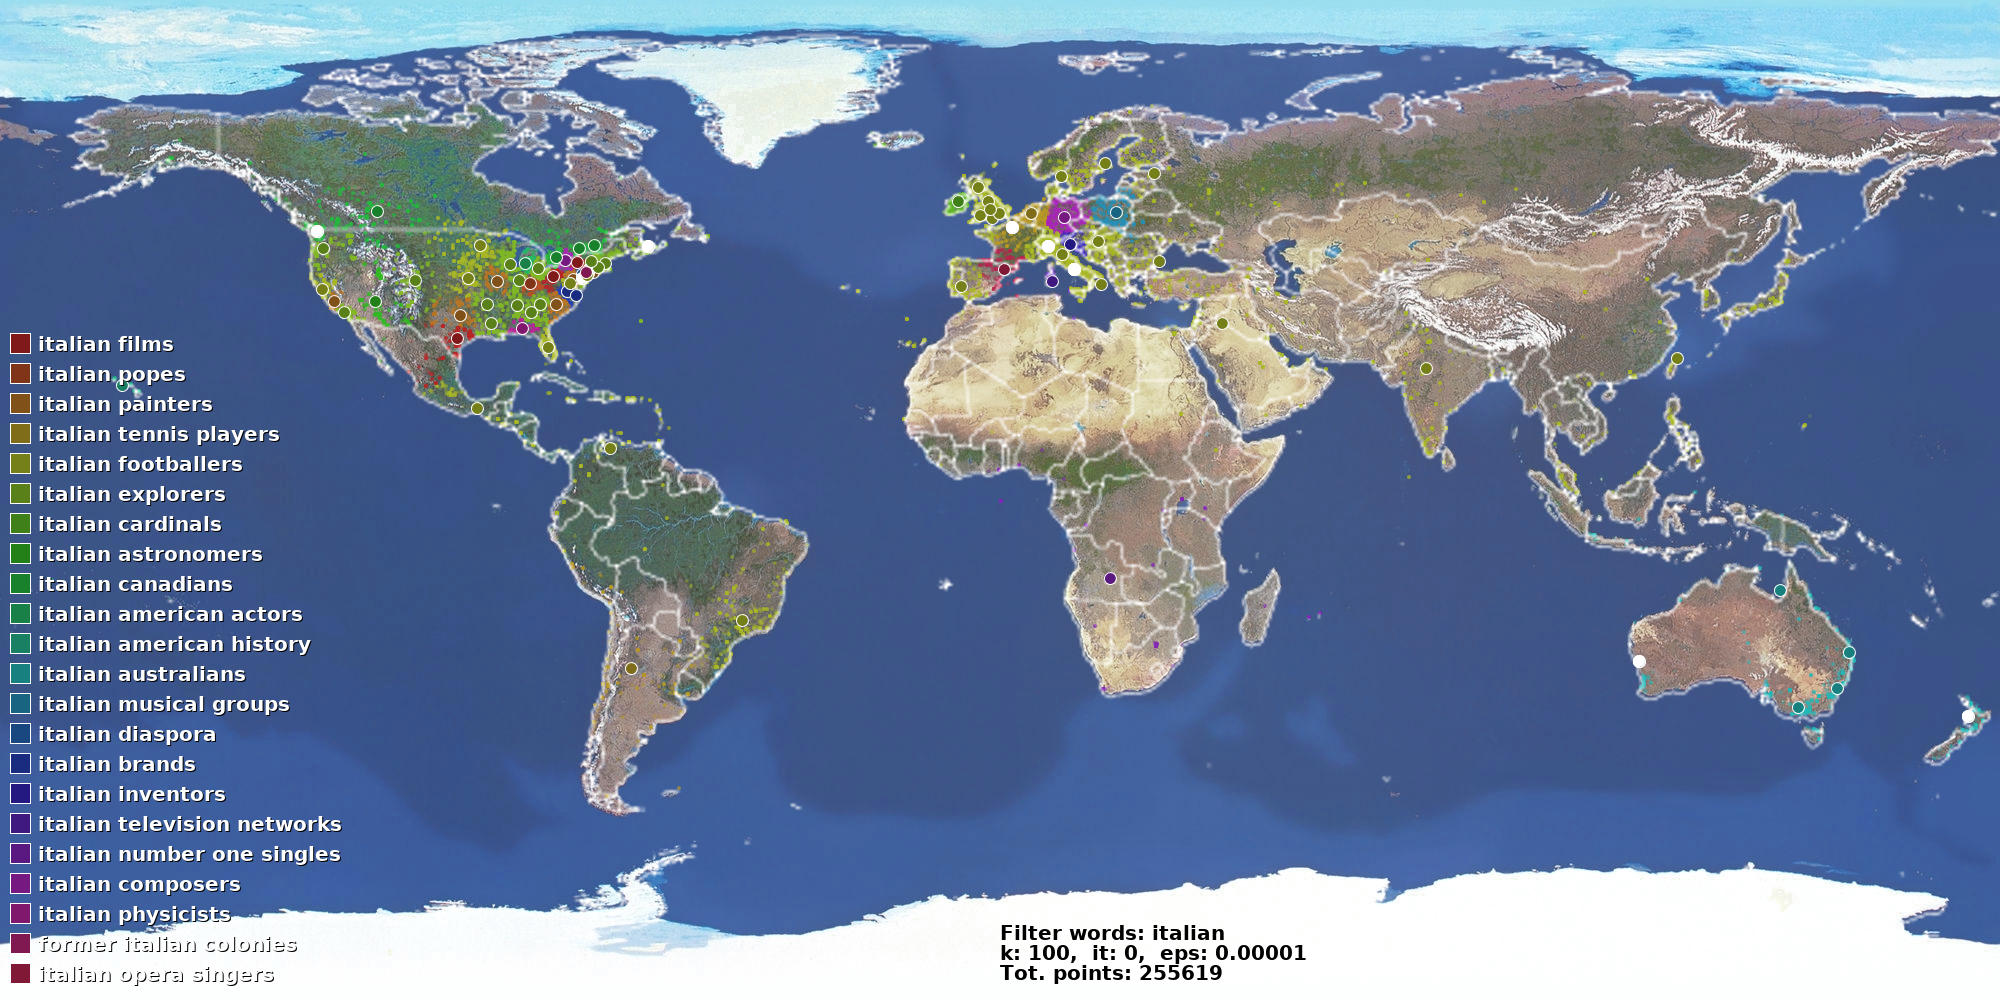 italian films
italian popes
italian painters
italian tennis players
italian footballers
italian explorers
italian cardinals
italian astronomers
italian canadians
italian american actors
italian american history
italian australians
italian musical groups
italian diaspora
italian brands
italian inventors
italian television networks
italian number one singles
italian composers
italian physicists
former italian colonies
italian opera singers
Filter words: italian
k: 100, it: 0, eps: 0.00001
Tot. points: 255619